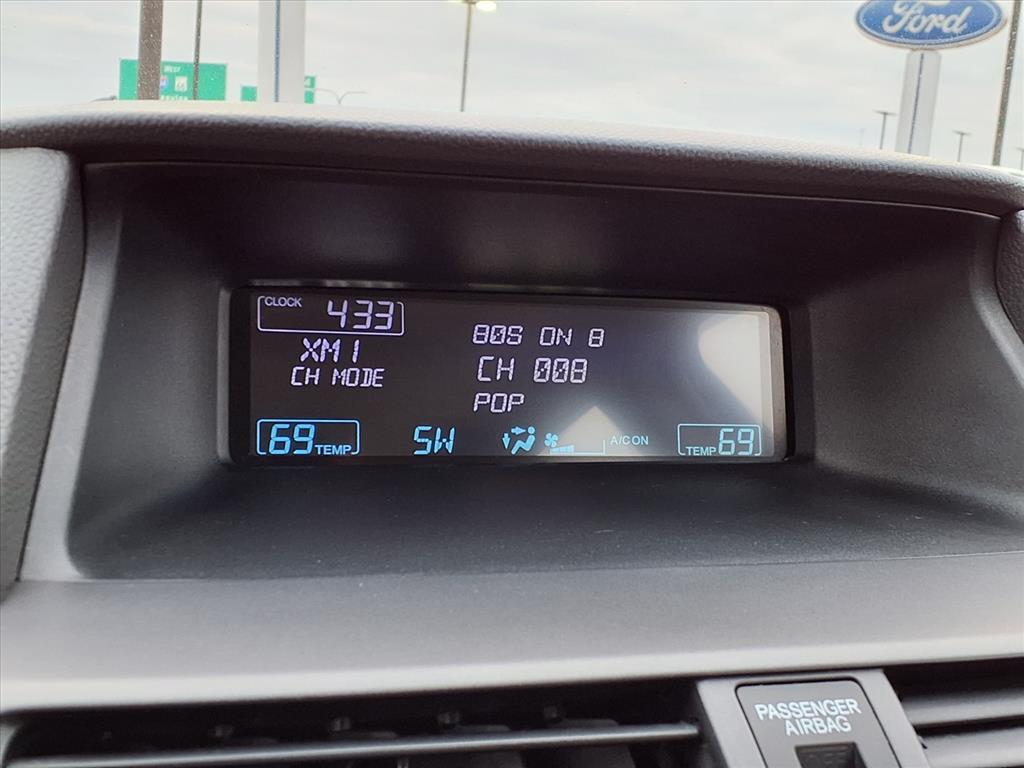 Ford
WEST
CLOCK 433
XM1
CH MODE
80S ON 8
CH 008
POP
69 TEMP
SW
A/C ON
TEMP 69
PASSENGER
AIRBAG